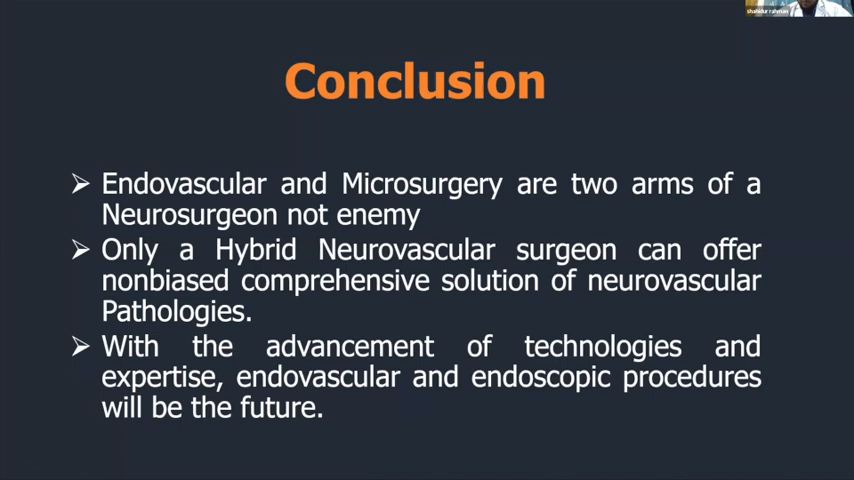 shahidur rahman
Conclusion
➢ Endovascular and Microsurgery are two arms of a
Neurosurgeon not enemy
➢ Only a Hybrid Neurovascular surgeon can offer
nonbiased comprehensive solution of neurovascular
Pathologies.
➢ With the advancement of technologies and
expertise, endovascular and endoscopic procedures
will be the future.